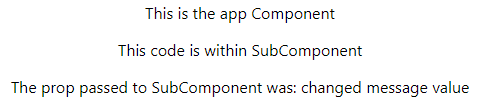 This is the app Component
This code is within SubComponent
The prop passed to SubComponent was: changed message value